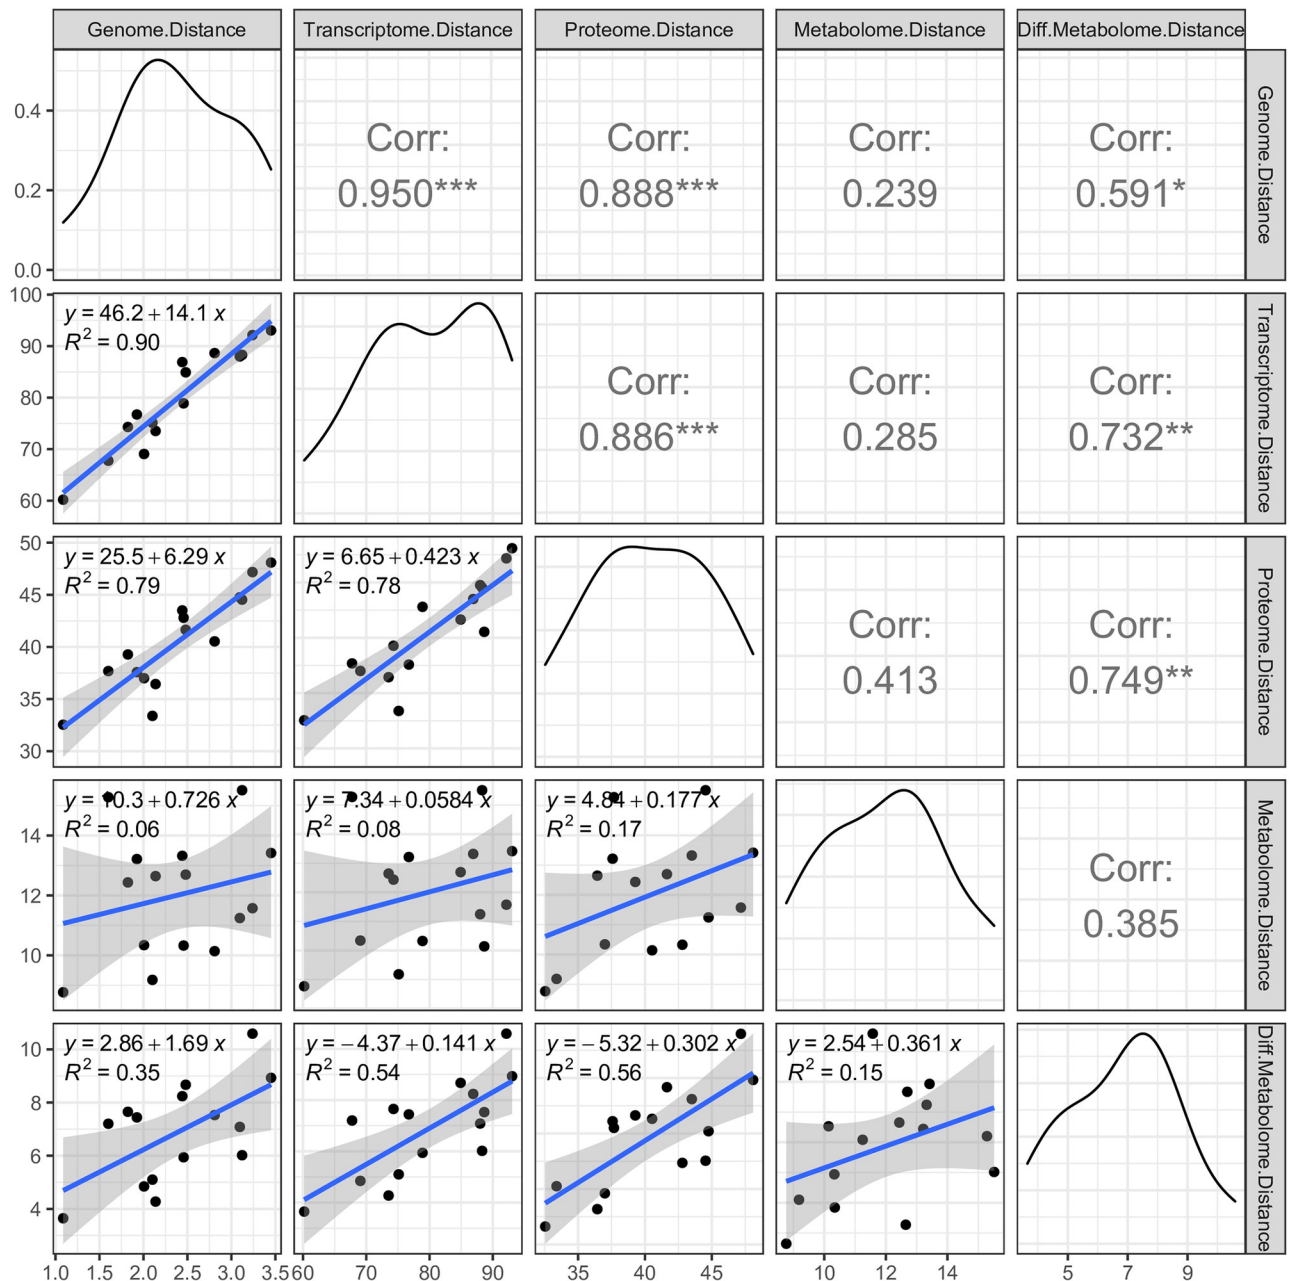 Genome.Distance Transcriptome.Distance Proteome.Distance Metabolome.Distance Diff.Metabolome.Distance
0.4
0.2
0.0
Corr:
0.950***
Corr:
0.888***
Corr:
0.239
Corr:
0.591*
Genome.Distance
100
90
80
70
60
y = 46.2 + 14.1 x
R² = 0.90
Corr:
0.886***
Corr:
0.285
Corr:
0.732**
Transcriptome.Distance
50
45
40
35
30
y = 25.5 + 6.29 x
R² = 0.79
y = 6.65 + 0.423 x
R² = 0.78
Corr:
0.413
Corr:
0.749**
Proteome.Distance
14
12
10
y = 10.3 + 0.726 x
R² = 0.06
y = 7.34 + 0.0584 x
R² = 0.08
y = 4.84 + 0.177 x
R² = 0.17
Corr:
0.385
Metabolome.Distance
10
8
6
4
y = 2.86 + 1.69 x
R² = 0.35
y = −4.37 + 0.141 x
R² = 0.54
y = −5.32 + 0.302 x
R² = 0.56
y = 2.54 + 0.361 x
R² = 0.15
Diff.Metabolome.Distance
1.0 1.5 2.0 2.5 3.0 3.5 60 70 80 90 35 40 45 10 12 14 5 7 9